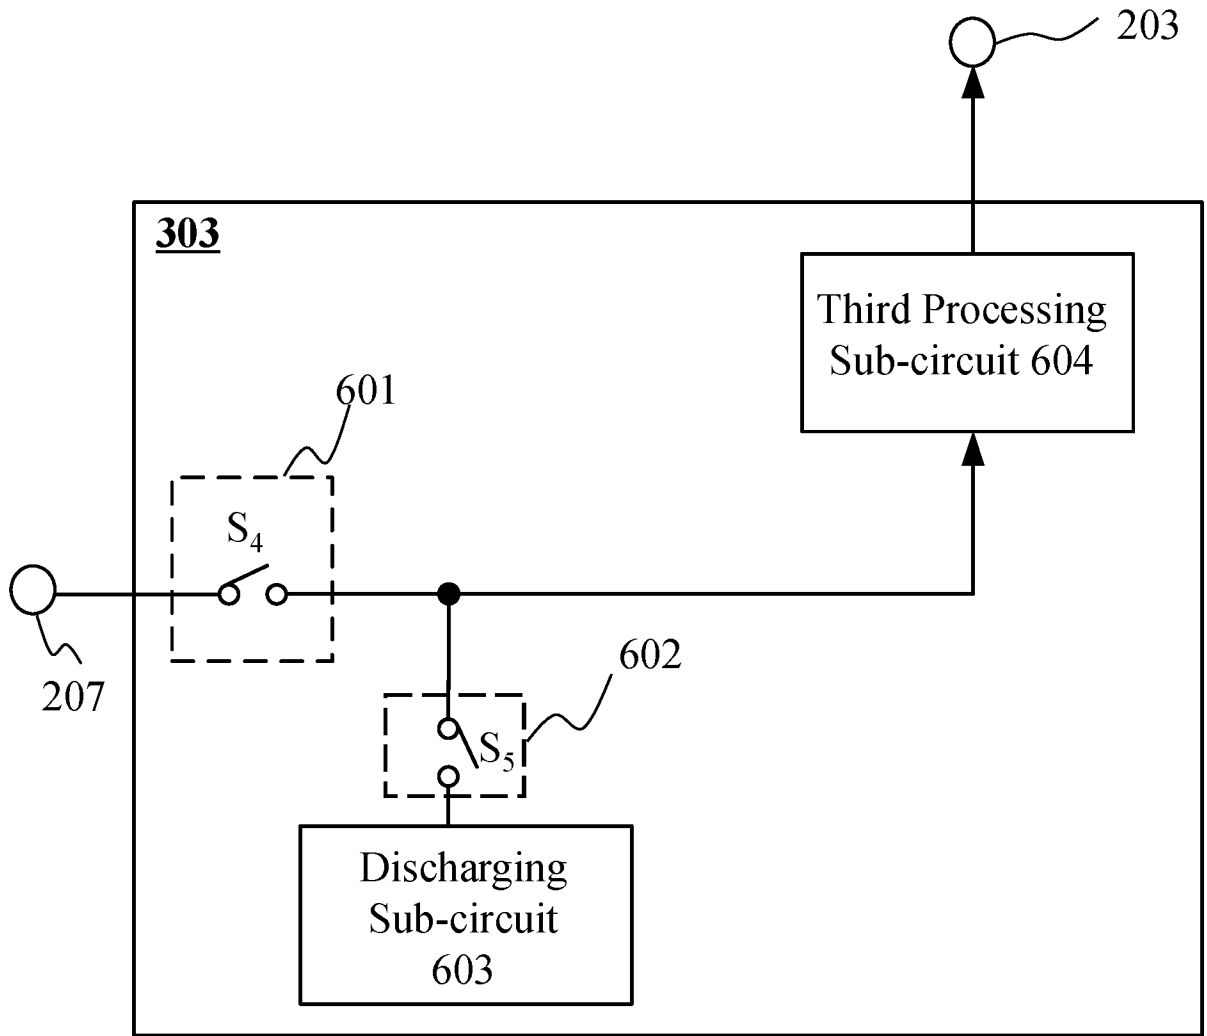 203
303
Third Processing
Sub-circuit 604
601
S₄
207
602
S₅
Discharging
Sub-circuit
603